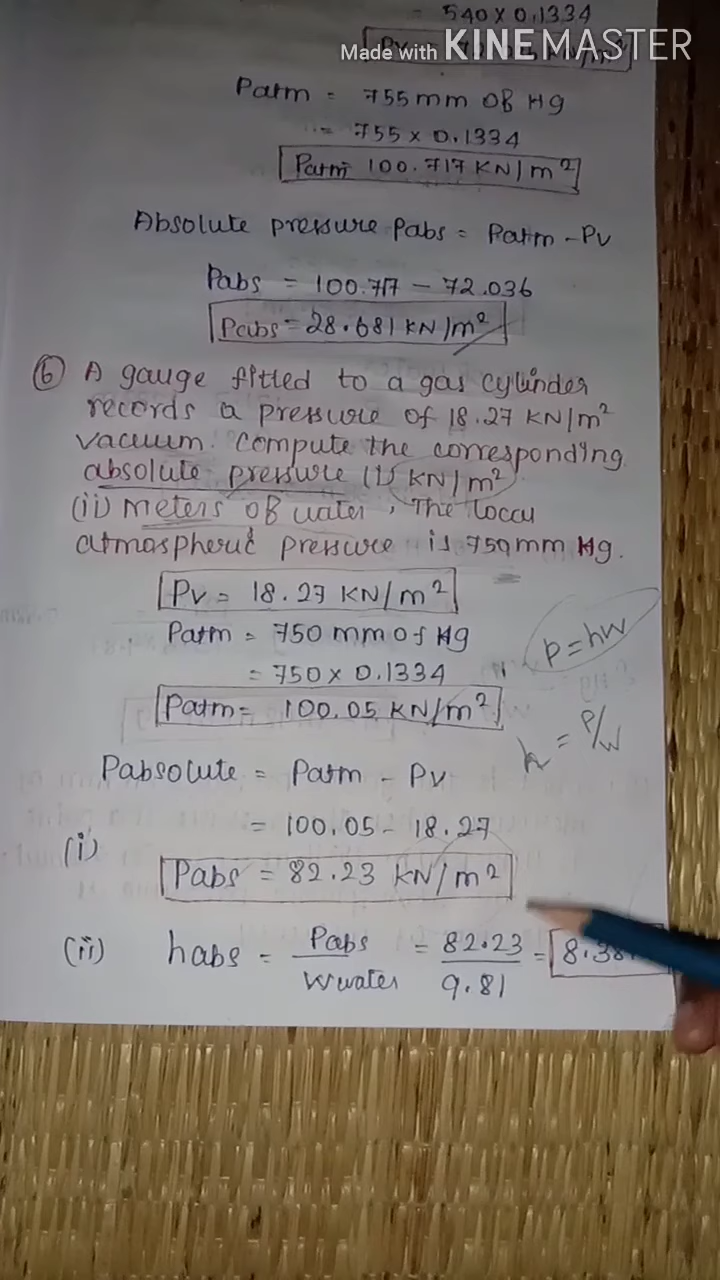 = 540 x 0.1334
Made with KINEMASTER
Patm = 755 mm OB Hg
= 755 x 0.1334
Patm 100.717 KN/m²
Absolute pressure Pabs = Patm - Pv
Pabs = 100.717 - 72.036
Pabs = 28.681 KN/m²
(6) A gauge fitted to a gas cylinder
records a pressure of 18.27 KN/m²
vacuum. Compute the corresponding
absolute pressure (i) KN/m²
(ii) meters OB water, The local
atmospheric pressure is 750mm Hg.
Pv = 18.27 KN/m²
Patm = 750 mm of Hg
= 750 x 0.1334
P = hw
Patm = 100.05 KN/m²
h = P/w
Pabsolute = Patm - Pv
= 100.05 - 18.27
(i)
Pabs = 82.23 KN/m²
(ii) habs = Pabs / Wwater = 82.23 / 9.81 =